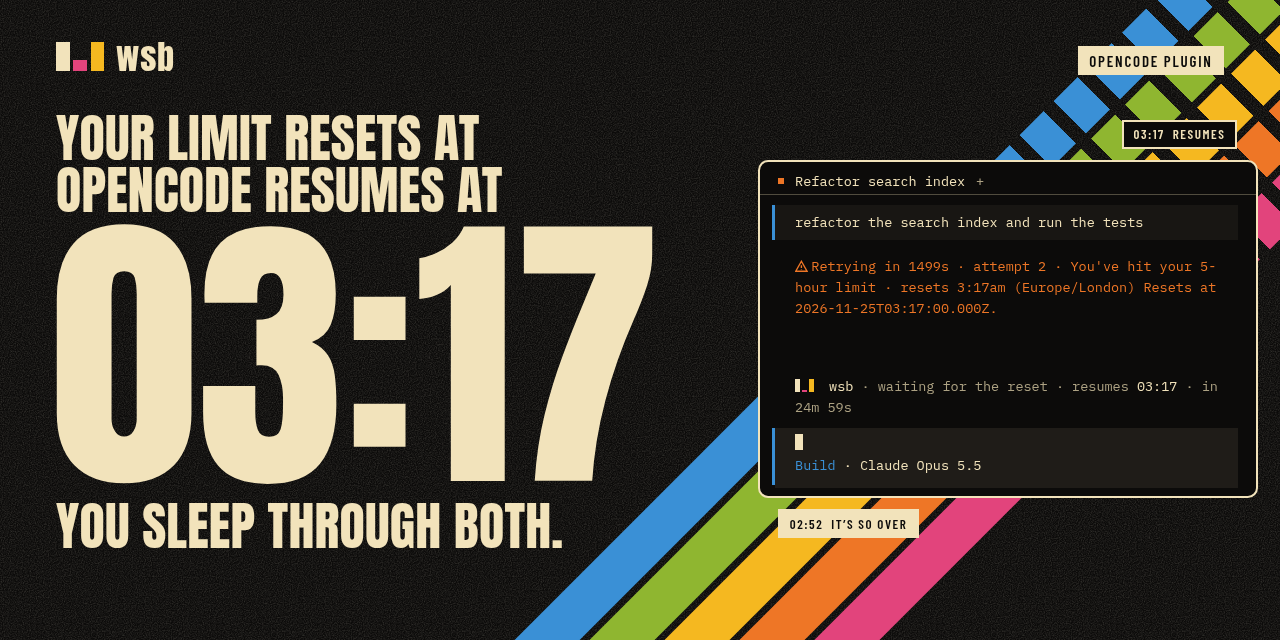 wsb
YOUR LIMIT RESETS AT
OPENCODE RESUMES AT
03:17
YOU SLEEP THROUGH BOTH.
OPENCODE PLUGIN
03:17 RESUMES
Refactor search index +
refactor the search index and run the tests
⚠ Retrying in 1499s · attempt 2 · You've hit your 5-
hour limit · resets 3:17am (Europe/London) Resets at
2026-11-25T03:17:00.000Z.
wsb · waiting for the reset · resumes 03:17 · in
24m 59s
Build · Claude Opus 5.5
02:52 IT'S SO OVER